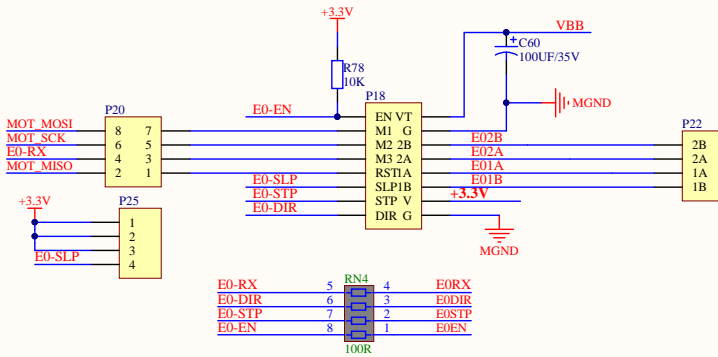 +3.3V
VBB
C60
100UF/35V
R78
10K
P20
P18
MGND
E0-EN
EN VT
P22
MOT_MOSI 8 7 M1 G
MOT_SCK 6 5 M2 2B E02B 2B
E0-RX 4 3 M3 2A E02A 2A
MOT_MISO 2 1 RST1A E01A 1A
E0-SLP SLP1B E01B 1B
E0-STP STP V +3.3V
E0-DIR DIR G
MGND
P25
+3.3V
1
2
3
E0-SLP 4
RN4
E0-RX 5 4 E0RX
E0-DIR 6 3 E0DIR
E0-STP 7 2 E0STP
E0-EN 8 1 E0EN
100R